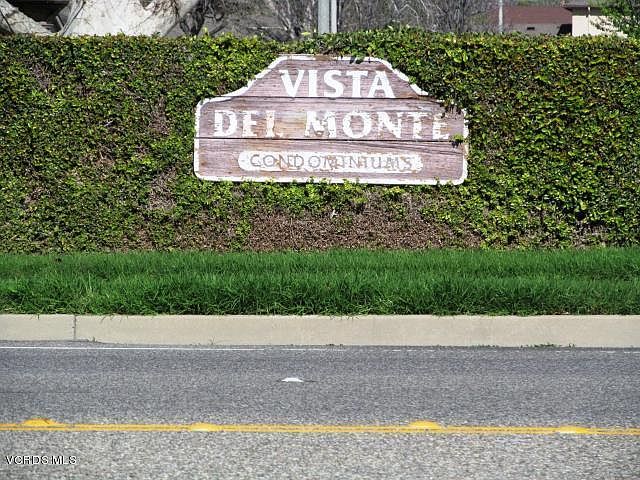 VISTA
DEL MONTE
CONDOMINIUMS
VCRDS MLS